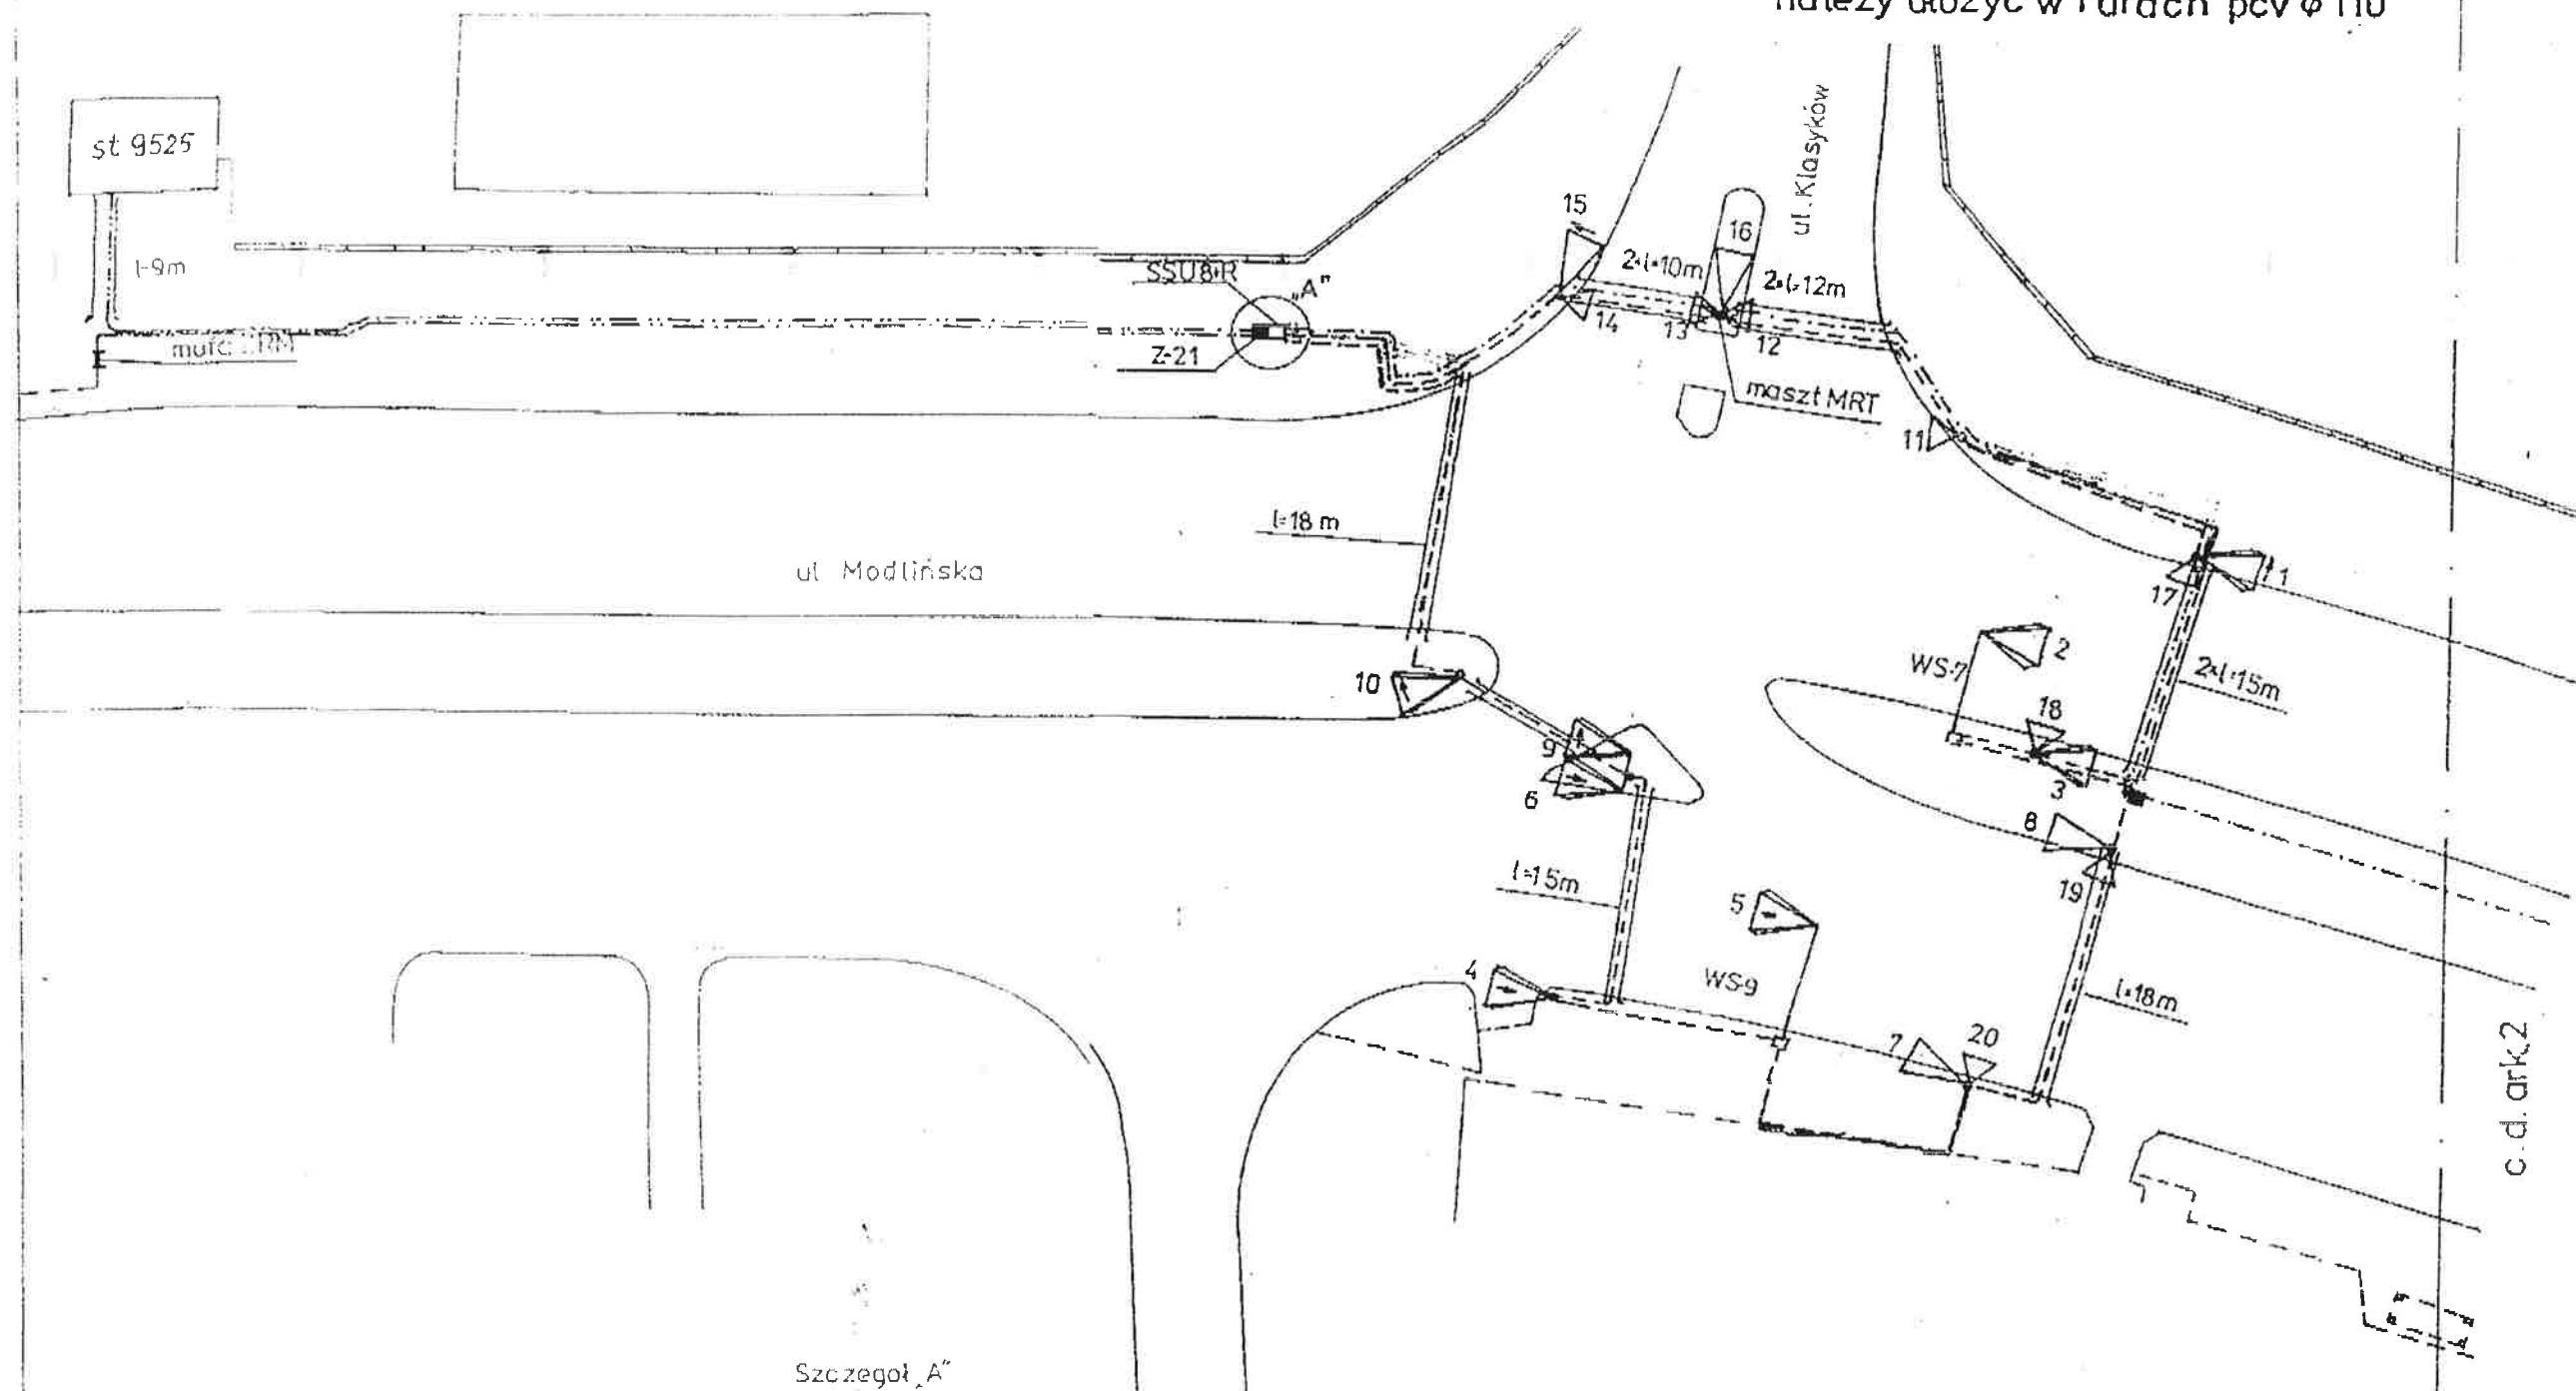 należy ułożyć w rurach pcv ø 110
st 9525
l-9m
mufa
SSU8-R
„A”
Z-21
15
16
ul. Klasyków
2×l=10m
2×l=12m
14
13
12
maszt MRT
11
l=18 m
ul Modlińska
17
1
WS-7
2
2×l=15m
10
18
9
3
6
8
19
l=15m
5
4
WS-9
l=18m
7
20
c.d. ark.2
Szczegoł „A”